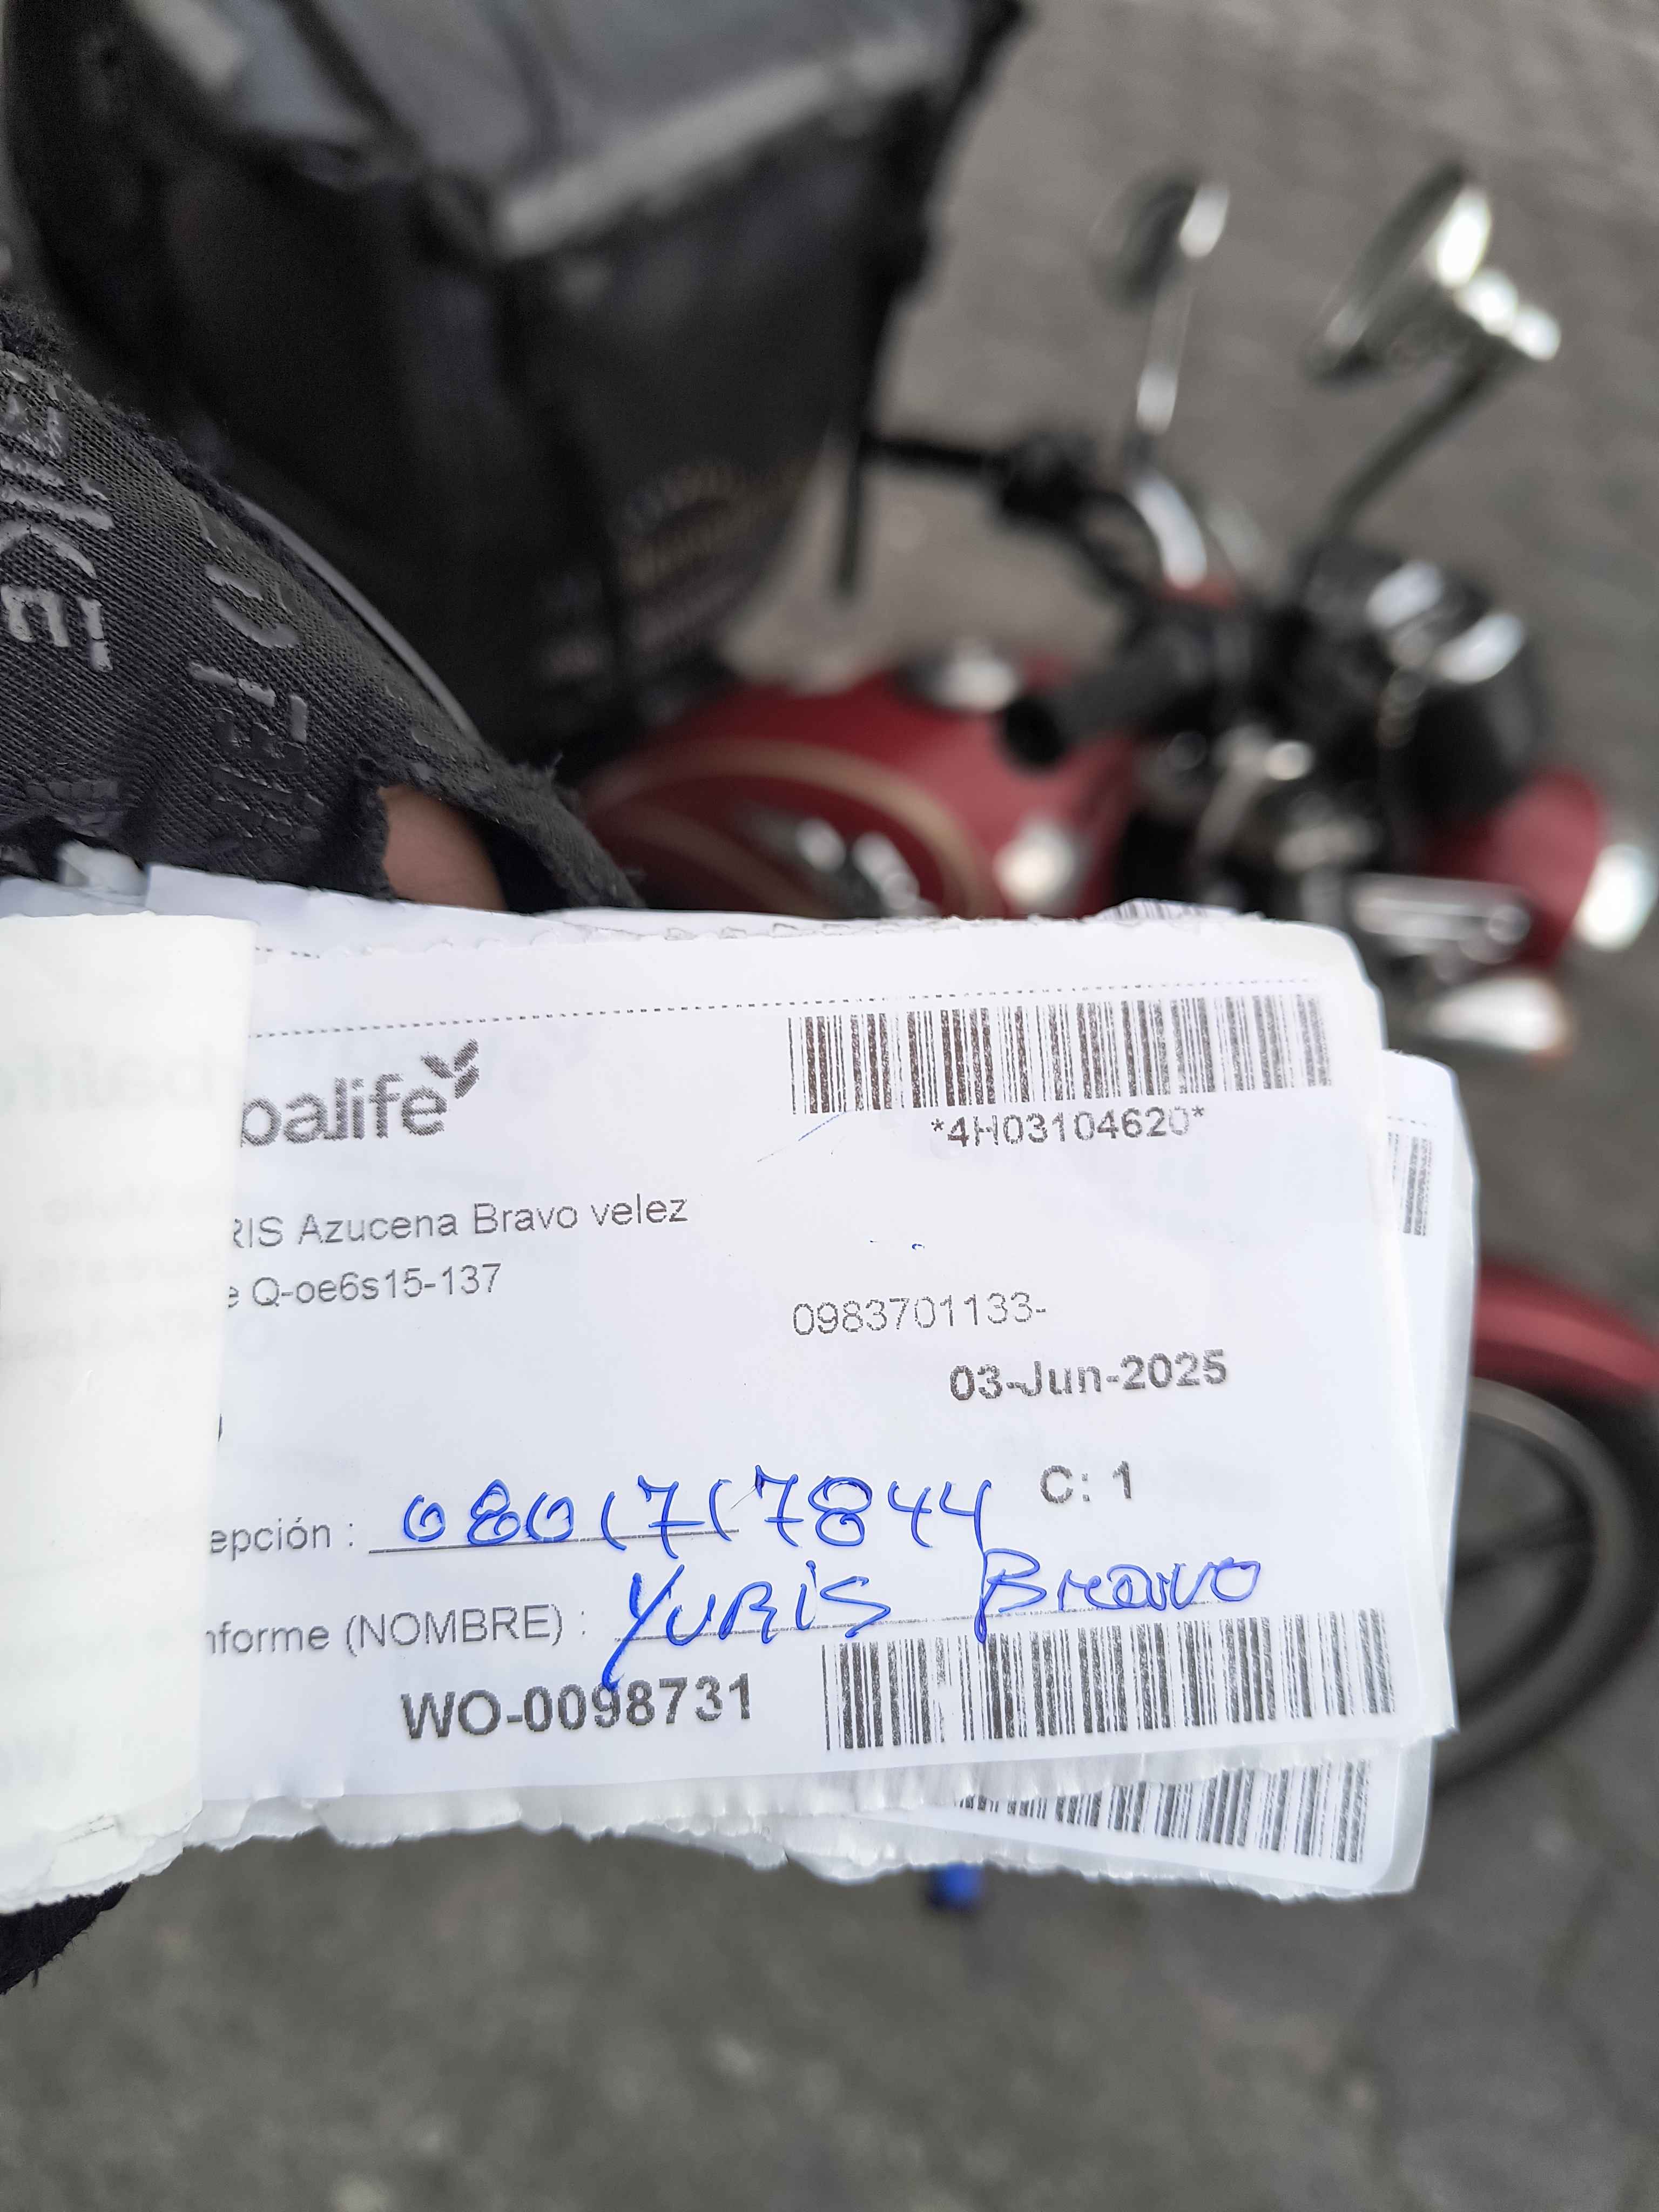 balife
*4H03104620*
RIS Azucena Bravo velez
e Q-oe6s15-137
0983701133-
03-Jun-2025
C: 1
epción : 0801717844
nforme (NOMBRE) : YURIS Bravo
WO-0098731